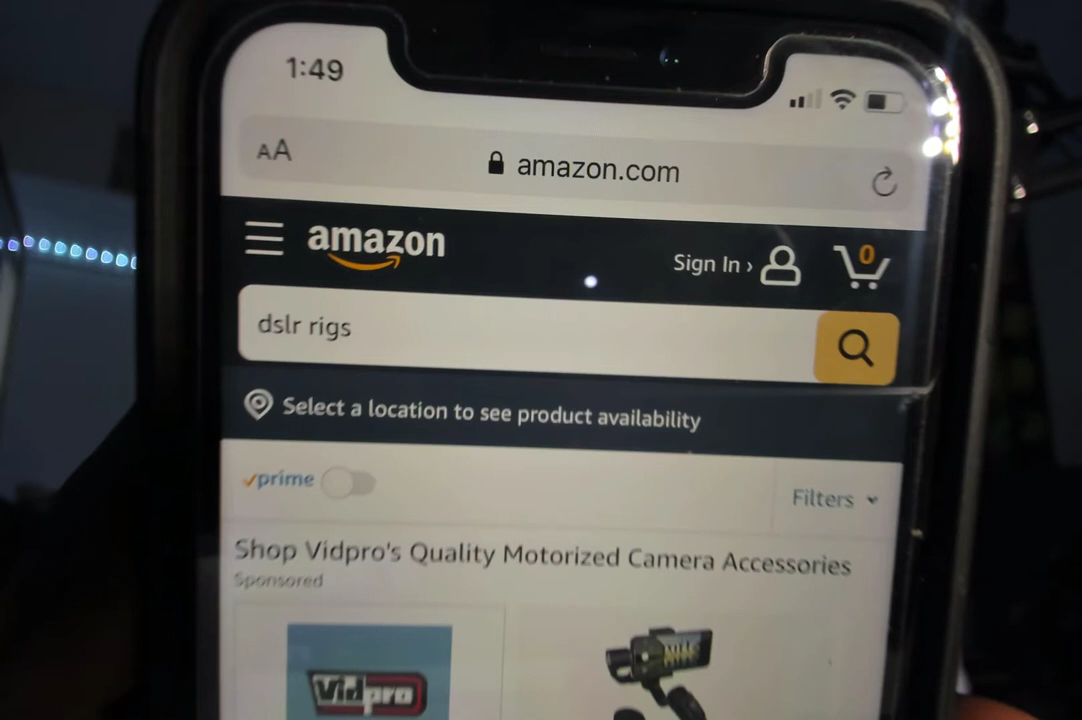 1:49
AA amazon.com
amazon Sign In › 0
dslr rigs
Select a location to see product availability
prime Filters
Shop Vidpro's Quality Motorized Camera Accessories
Sponsored
Vidpro